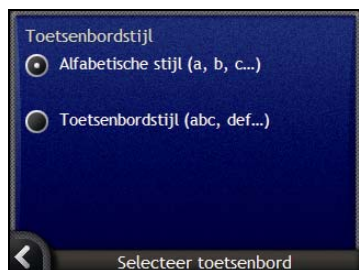 Toetsenbordstijl
Alfabetische stijl (a, b, c...)
Toetsenbordstijl (abc, def...)
Selecteer toetsenbord